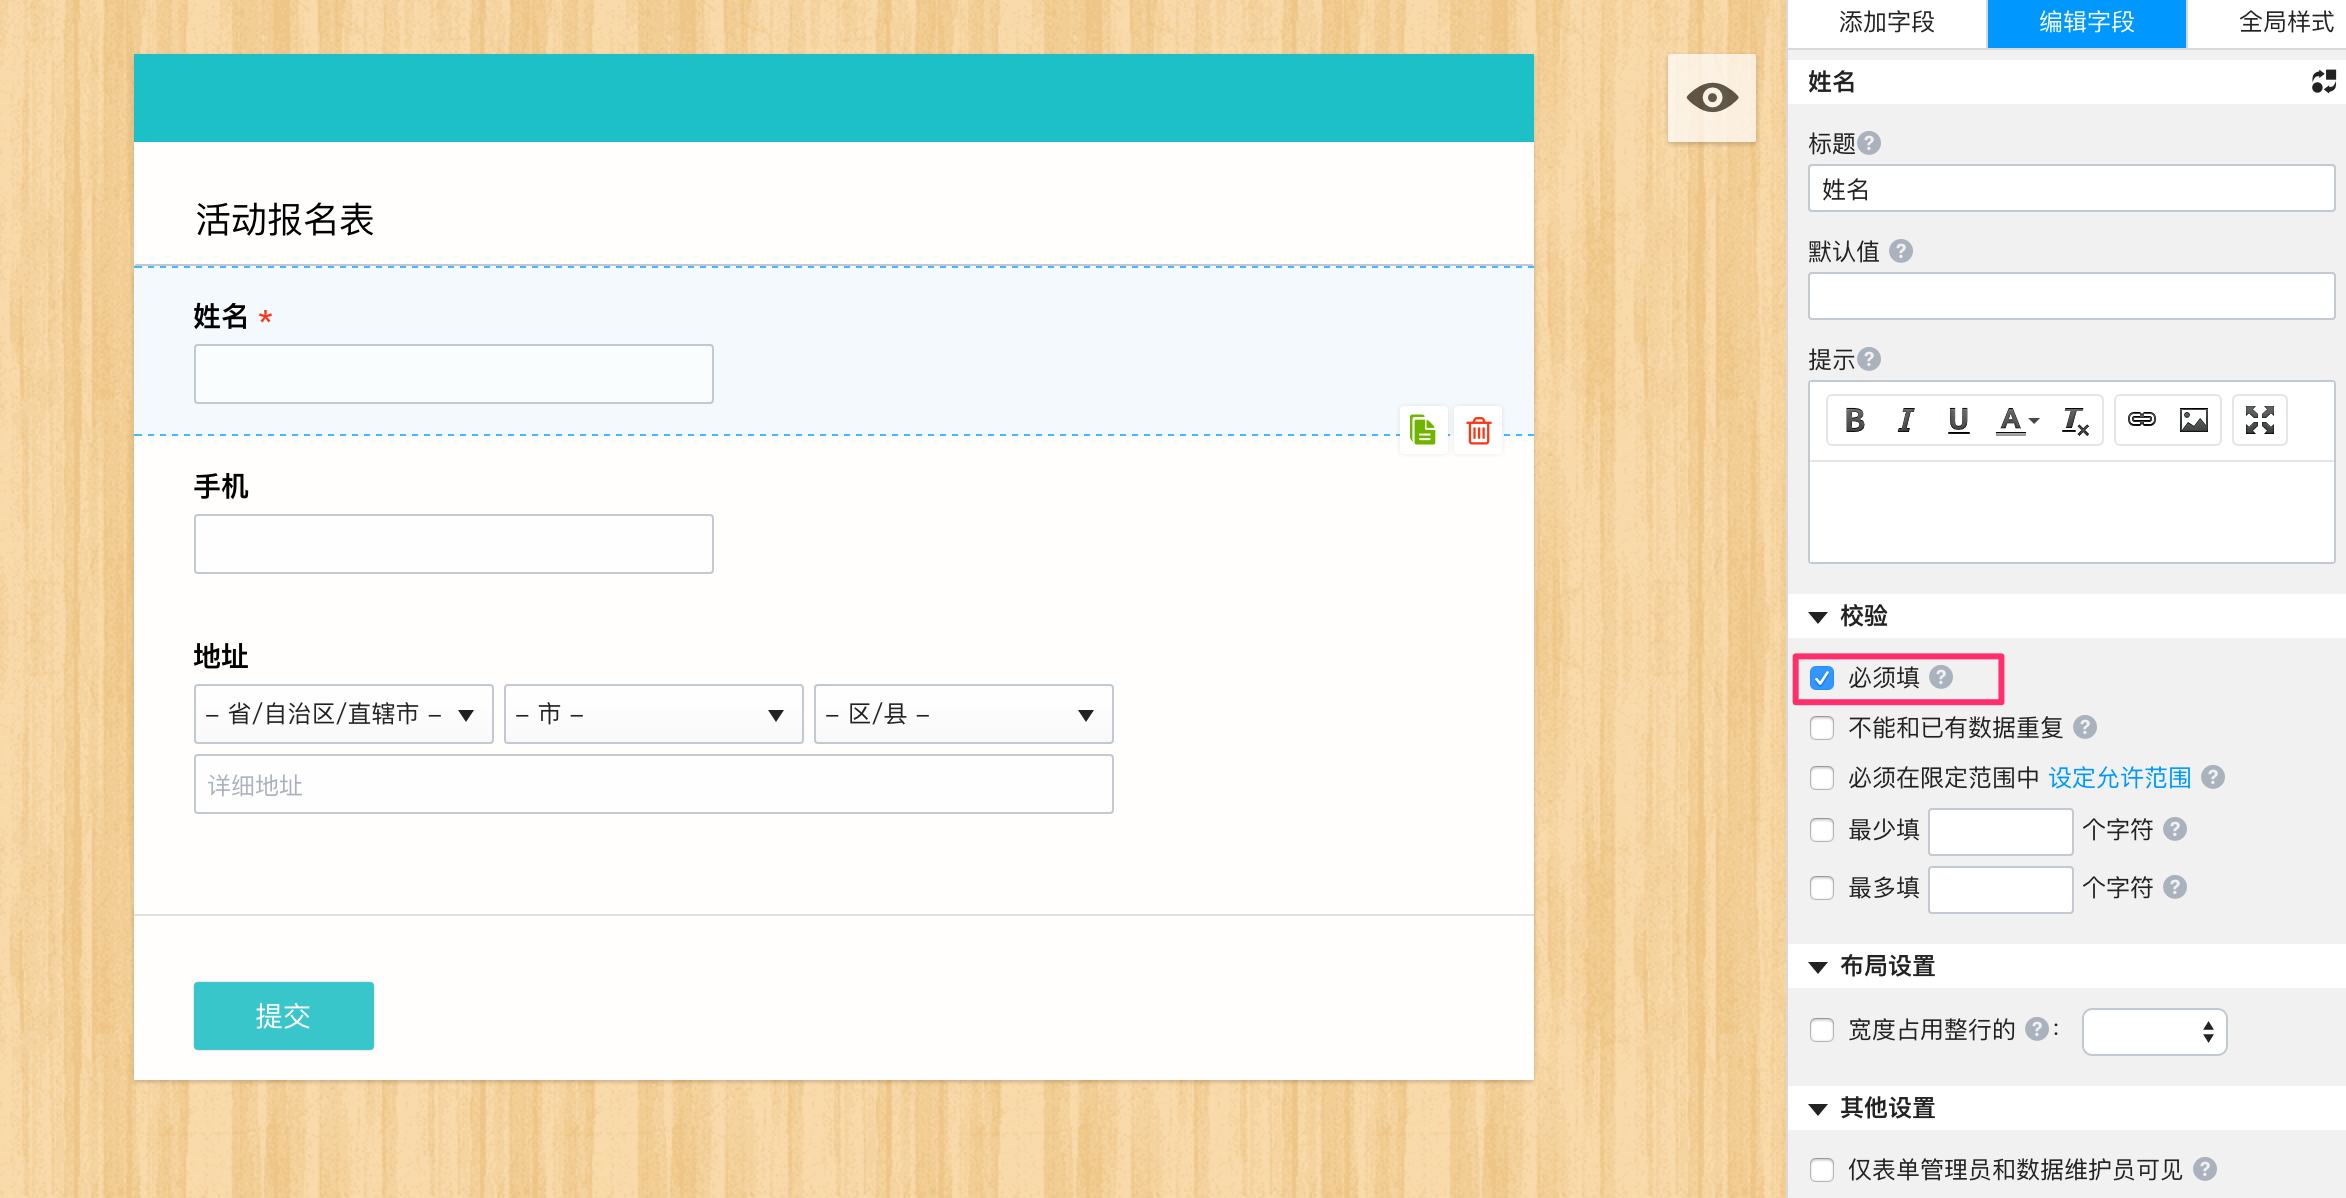 活动报名表
姓名 *
手机
地址
– 省/自治区/直辖市 –
– 市 –
– 区/县 –
详细地址
提交
添加字段
编辑字段
全局样式
姓名
标题?
姓名
默认值 ?
提示?
B I U A Tx
校验
必须填 ?
不能和已有数据重复 ?
必须在限定范围中 设定允许范围 ?
最少填 个字符 ?
最多填 个字符 ?
布局设置
宽度占用整行的 ? :
其他设置
仅表单管理员和数据维护员可见 ?